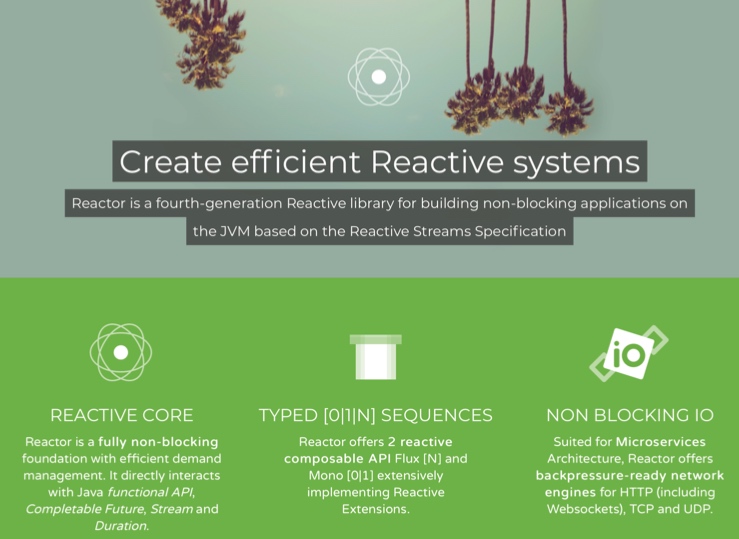 Create efficient Reactive systems
Reactor is a fourth-generation Reactive library for building non-blocking applications on
the JVM based on the Reactive Streams Specification
iO
REACTIVE CORE
Reactor is a fully non-blocking
foundation with efficient demand
management. It directly interacts
with Java functional API,
Completable Future, Stream and
Duration.
TYPED [0|1|N] SEQUENCES
Reactor offers 2 reactive
composable API Flux [N] and
Mono [0|1] extensively
implementing Reactive
Extensions.
NON BLOCKING IO
Suited for Microservices
Architecture, Reactor offers
backpressure-ready network
engines for HTTP (including
Websockets), TCP and UDP.